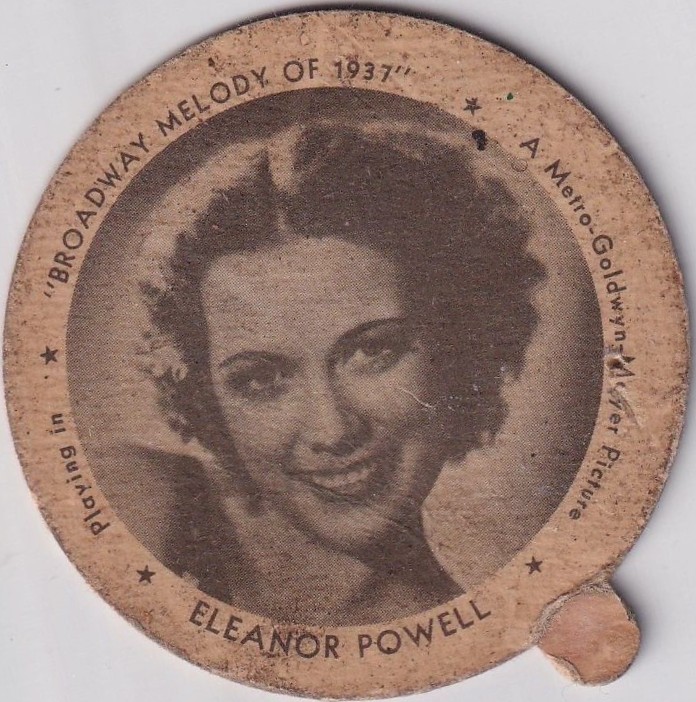 Playing in
"BROADWAY MELODY OF 1937"
A Metro-Goldwyn-Mayer Picture
ELEANOR POWELL